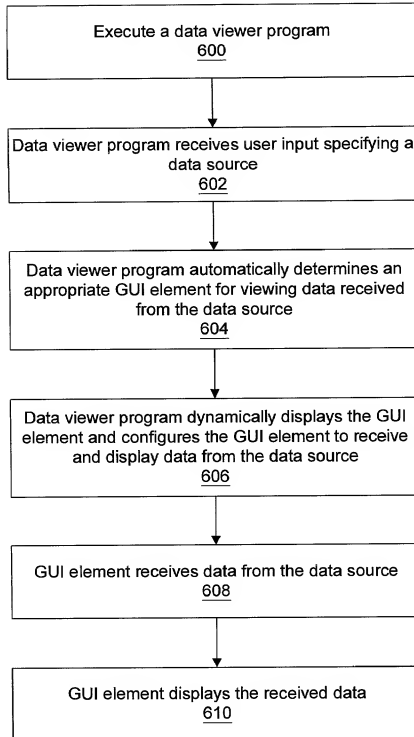 Execute a data viewer program
600
Data viewer program receives user input specifying a
data source
602
Data viewer program automatically determines an
appropriate GUI element for viewing data received
from the data source
604
Data viewer program dynamically displays the GUI
element and configures the GUI element to receive
and display data from the data source
606
GUI element receives data from the data source
608
GUI element displays the received data
610